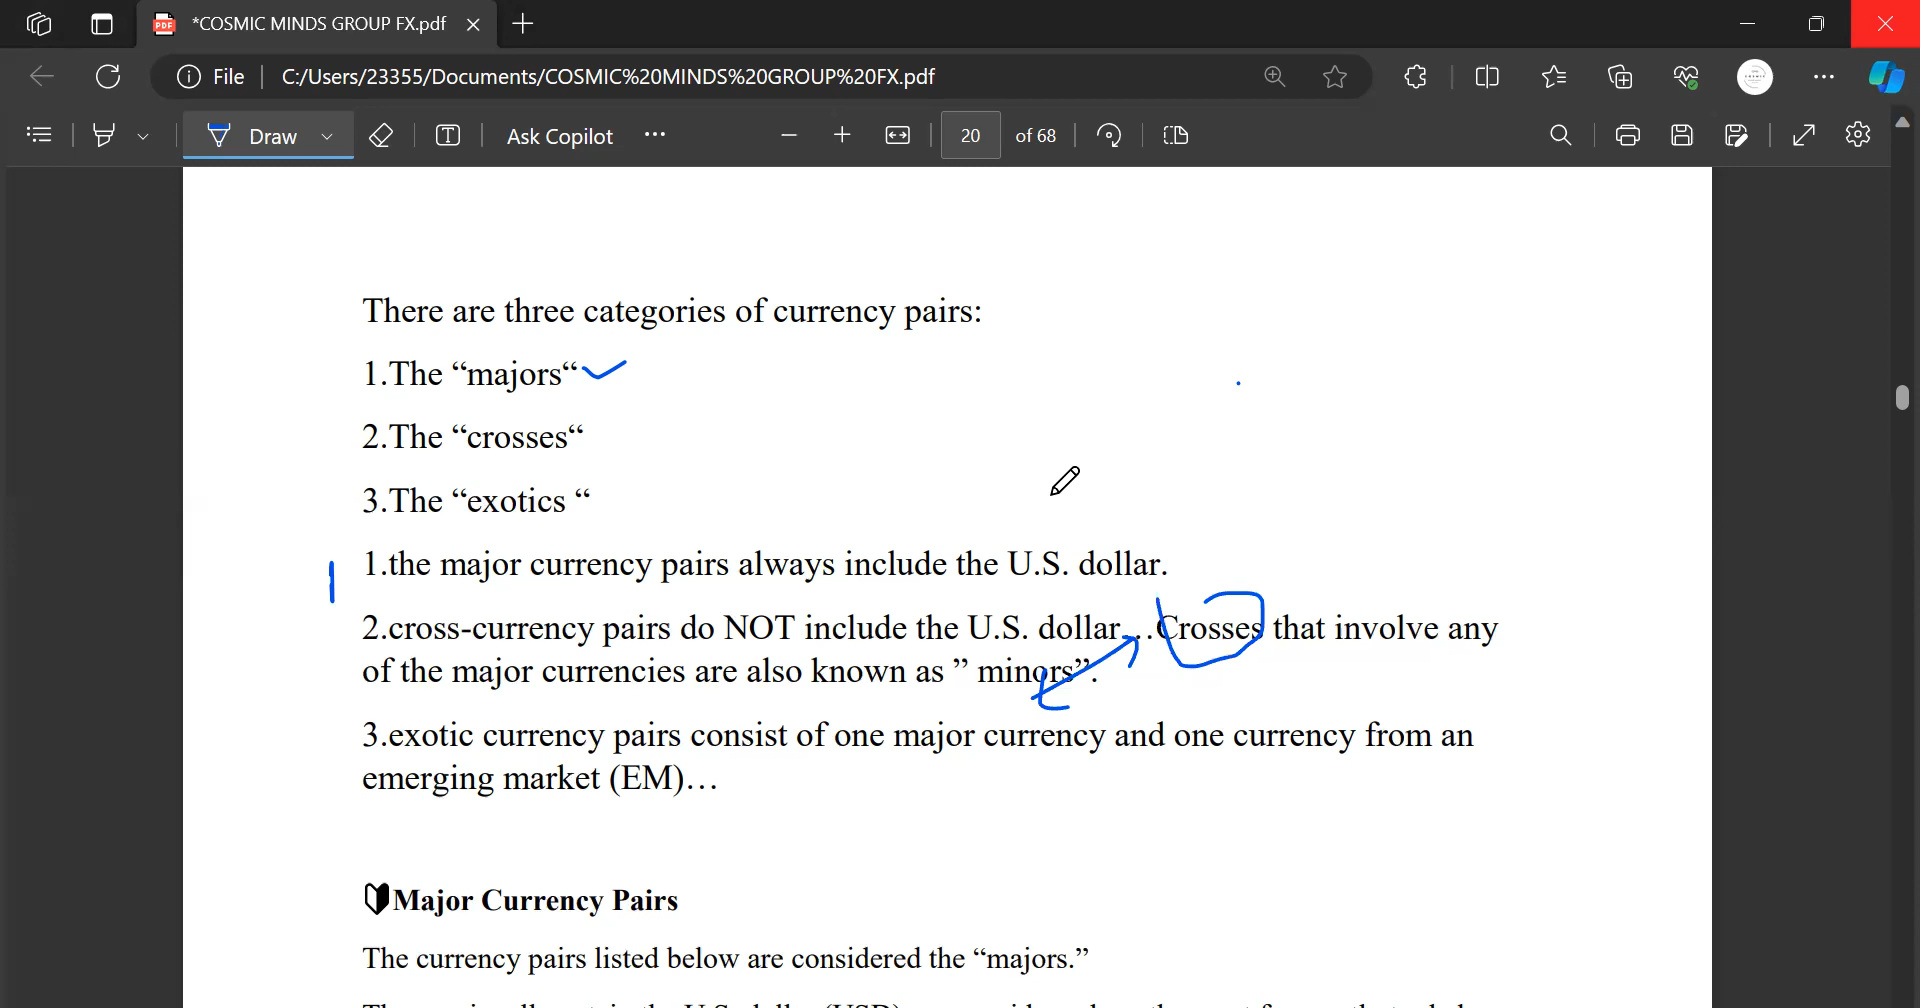 *COSMIC MINDS GROUP FX.pdf
File
C:/Users/23355/Documents/COSMIC%20MINDS%20GROUP%20FX.pdf
Draw
Ask Copilot
20 of 68
There are three categories of currency pairs:
1.The “majors“
2.The “crosses“
3.The “exotics “
1.the major currency pairs always include the U.S. dollar.
2.cross-currency pairs do NOT include the U.S. dollar…Crosses that involve any
of the major currencies are also known as ” minors”.
3.exotic currency pairs consist of one major currency and one currency from an
emerging market (EM)…
Major Currency Pairs
The currency pairs listed below are considered the “majors.”